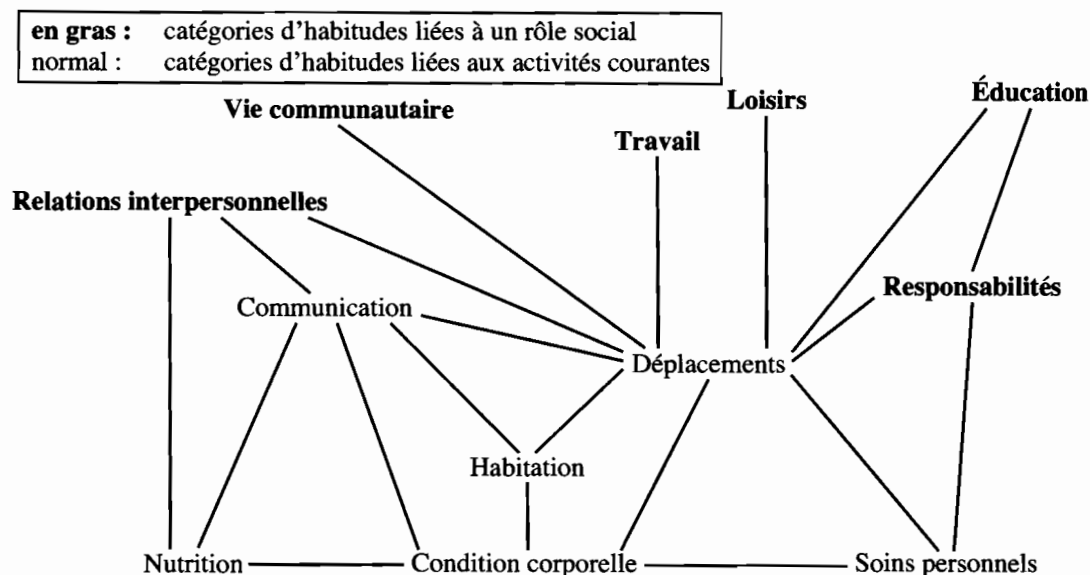 en gras : catégories d'habitudes liées à un rôle social
normal : catégories d'habitudes liées aux activités courantes
Éducation
Loisirs
Vie communautaire
Travail
Relations interpersonnelles
Responsabilités
Communication
Déplacements
Habitation
Nutrition
Condition corporelle
Soins personnels